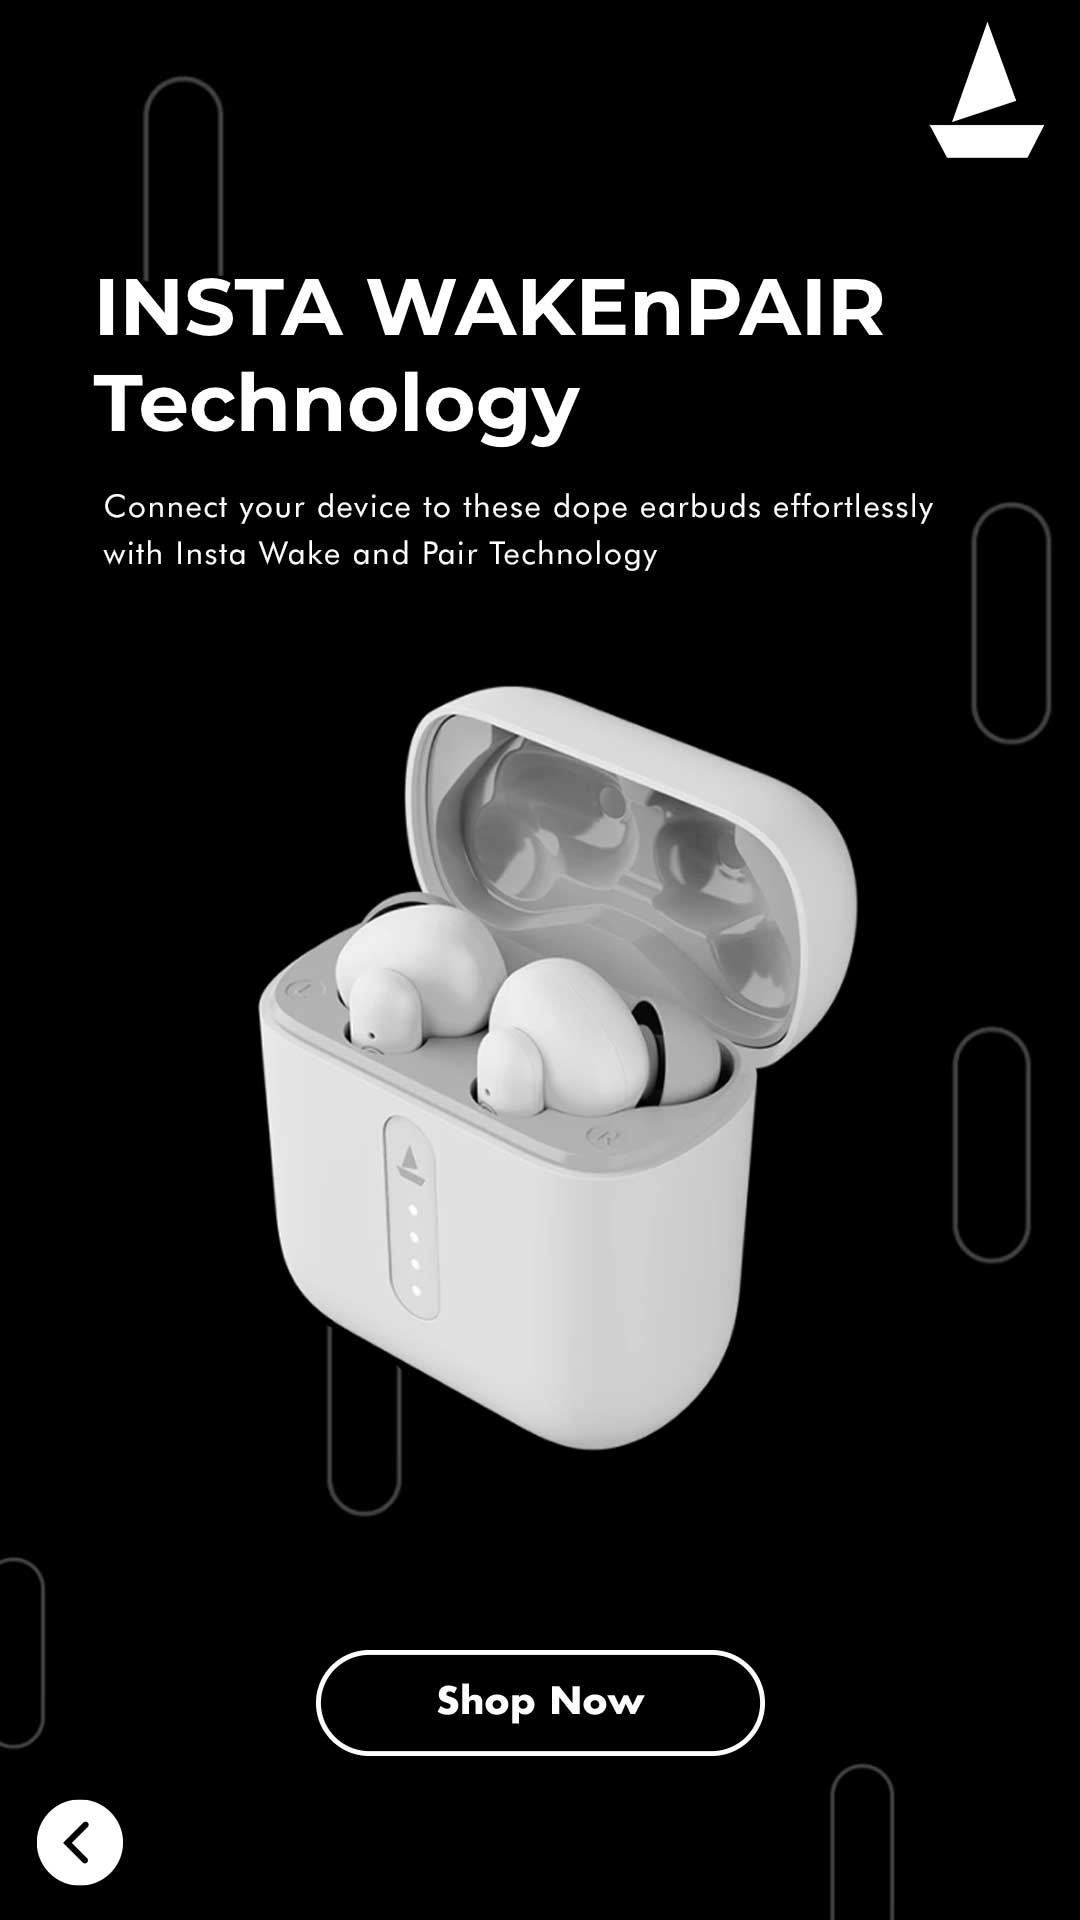 INSTA WAKEnPAIR
Technology
Connect your device to these dope earbuds effortlessly
with Insta Wake and Pair Technology
L
R
Shop Now